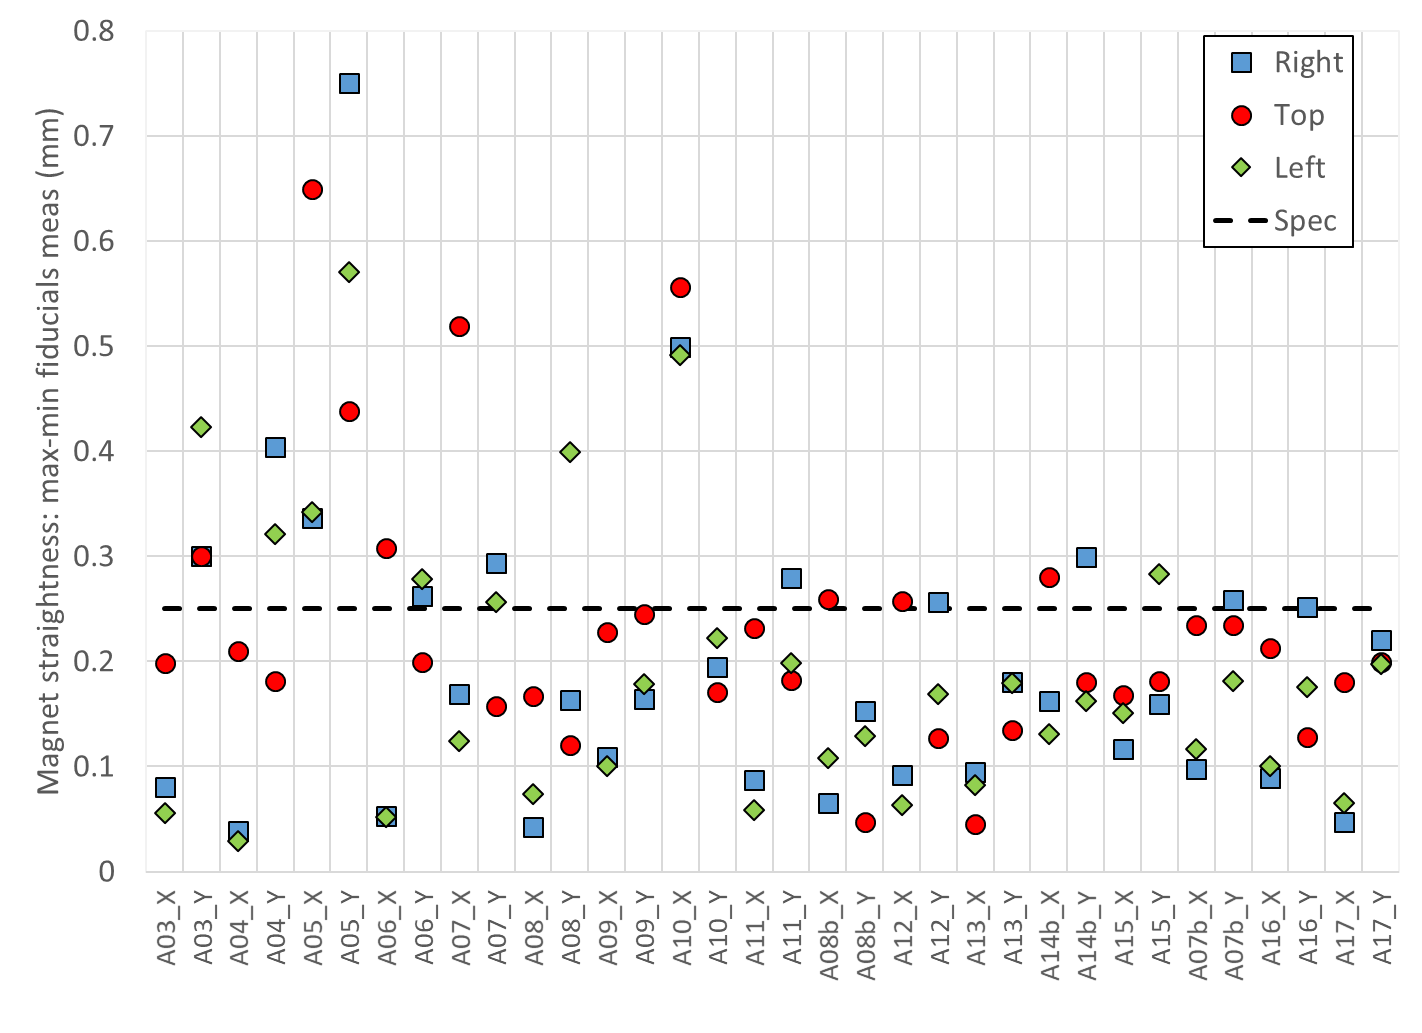 Magnet straightness: max-min fiducials meas (mm)
0.8
0.7
0.6
0.5
0.4
0.3
0.2
0.1
0
Right
Top
Left
Spec
A03_X
A03_Y
A04_X
A04_Y
A05_X
A05_Y
A06_X
A06_Y
A07_X
A07_Y
A08_X
A08_Y
A09_X
A09_Y
A10_X
A10_Y
A11_X
A11_Y
A08b_X
A08b_Y
A12_X
A12_Y
A13_X
A13_Y
A14b_X
A14b_Y
A15_X
A15_Y
A07b_X
A07b_Y
A16_X
A16_Y
A17_X
A17_Y